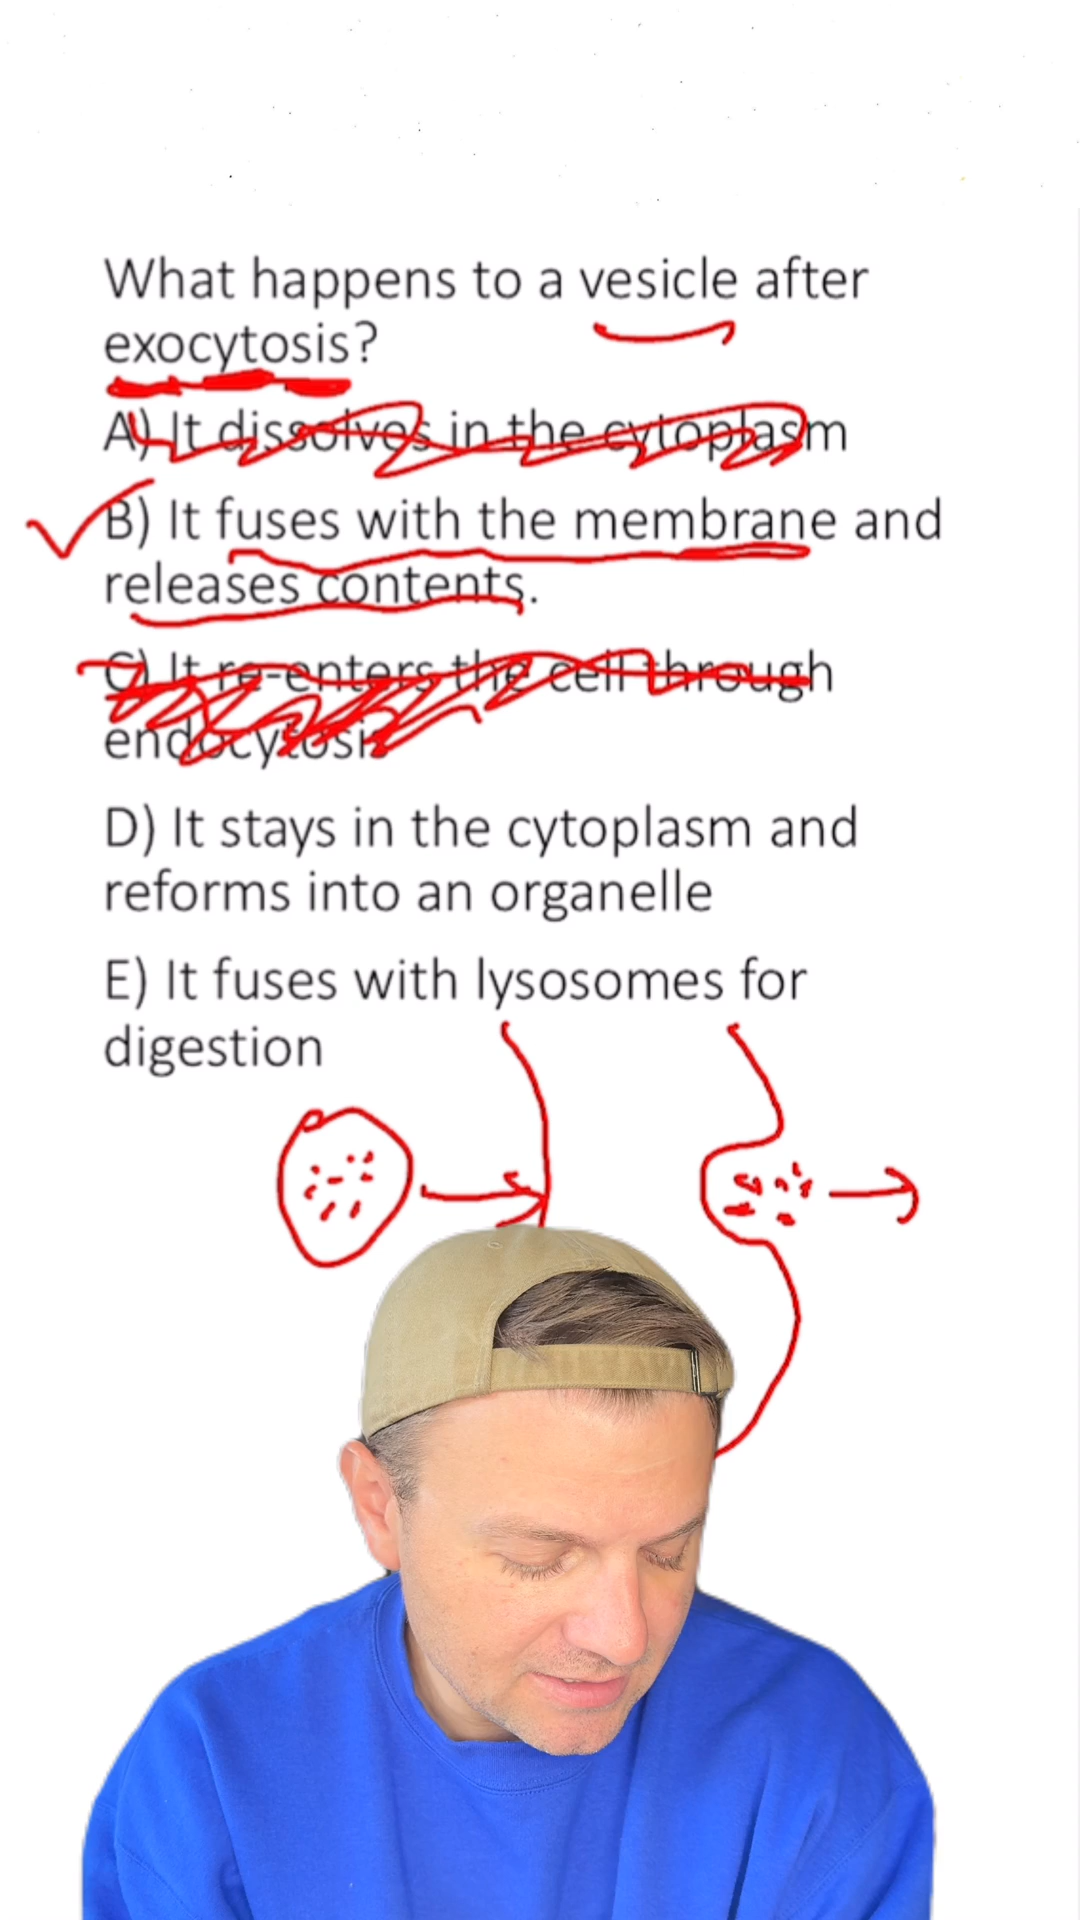 What happens to a vesicle after
exocytosis?
A) It dissolves in the cytoplasm
B) It fuses with the membrane and
releases contents.
C) It re-enters the cell through
endocytosis
D) It stays in the cytoplasm and
reforms into an organelle
E) It fuses with lysosomes for
digestion